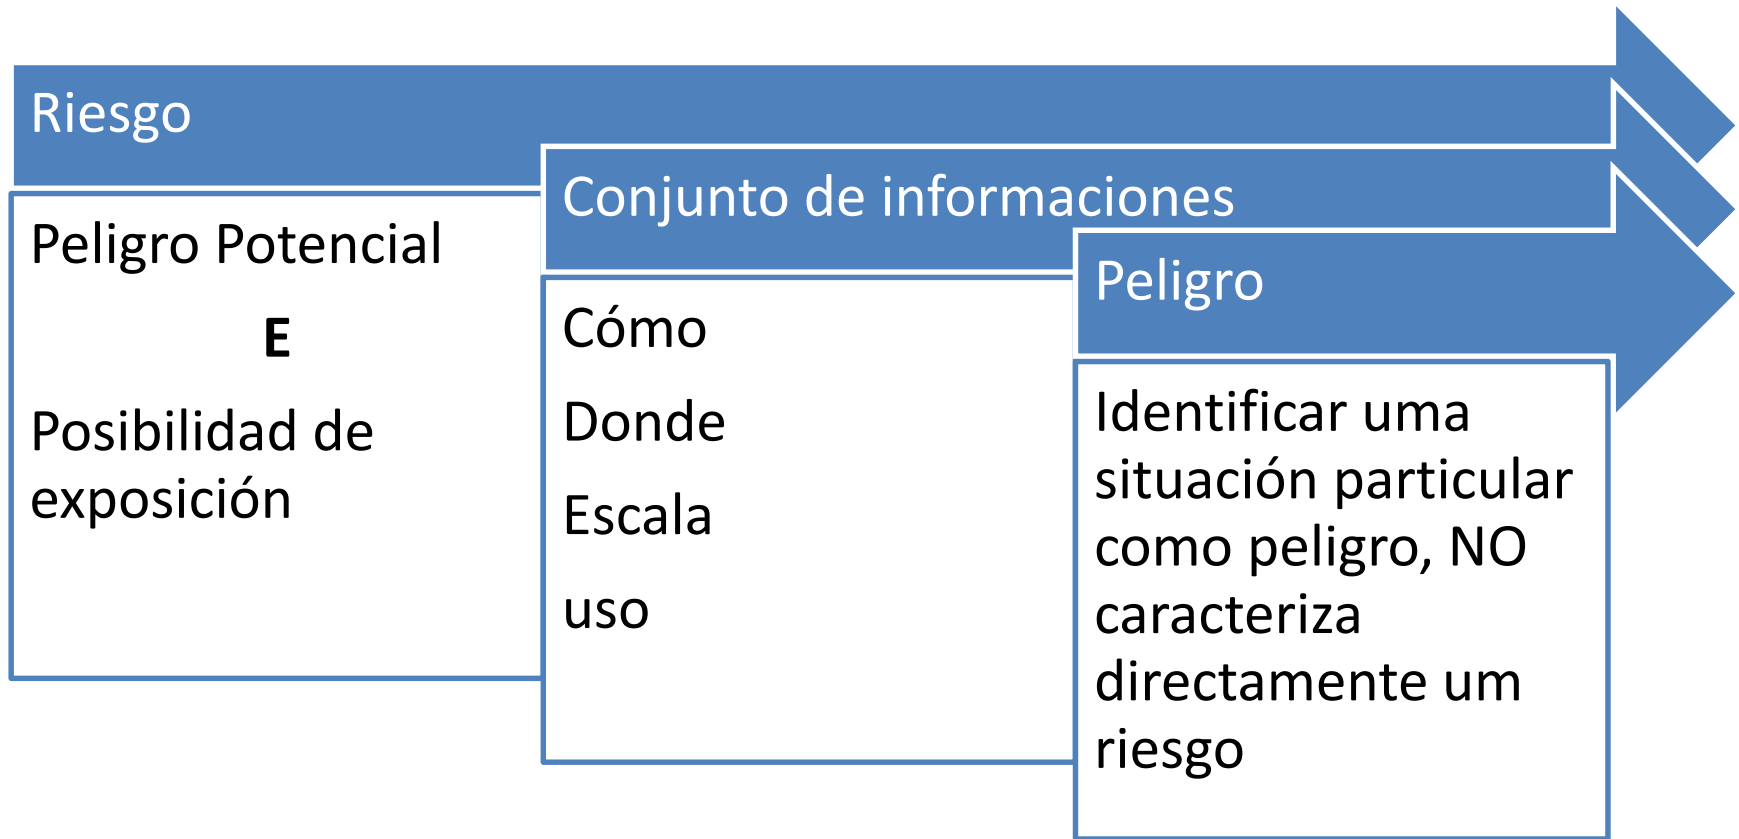 Riesgo
Peligro Potencial
E
Posibilidad de
exposición
Conjunto de informaciones
Cómo
Donde
Escala
uso
Peligro
Identificar uma
situación particular
como peligro, NO
caracteriza
directamente um
riesgo